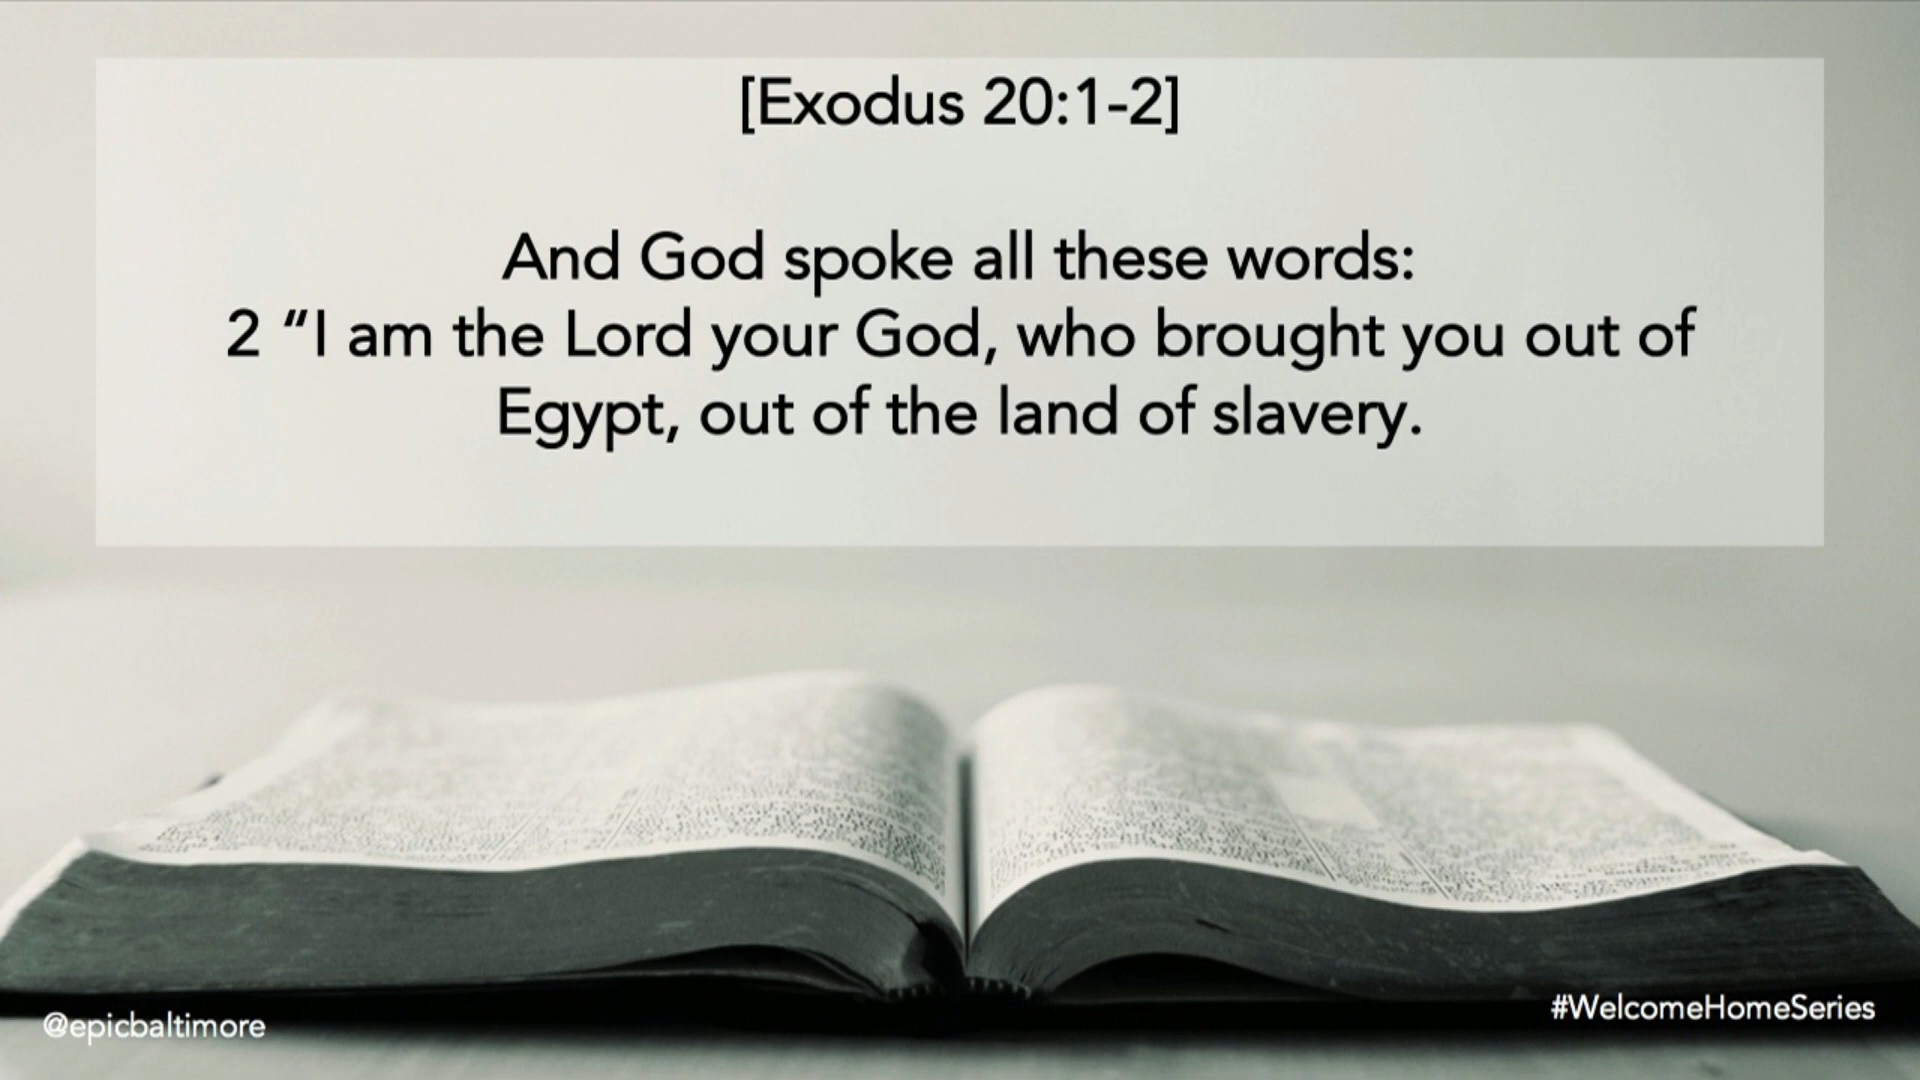 [Exodus 20:1-2]
And God spoke all these words:
2 “I am the Lord your God, who brought you out of
Egypt, out of the land of slavery.
@epicbaltimore
#WelcomeHomeSeries